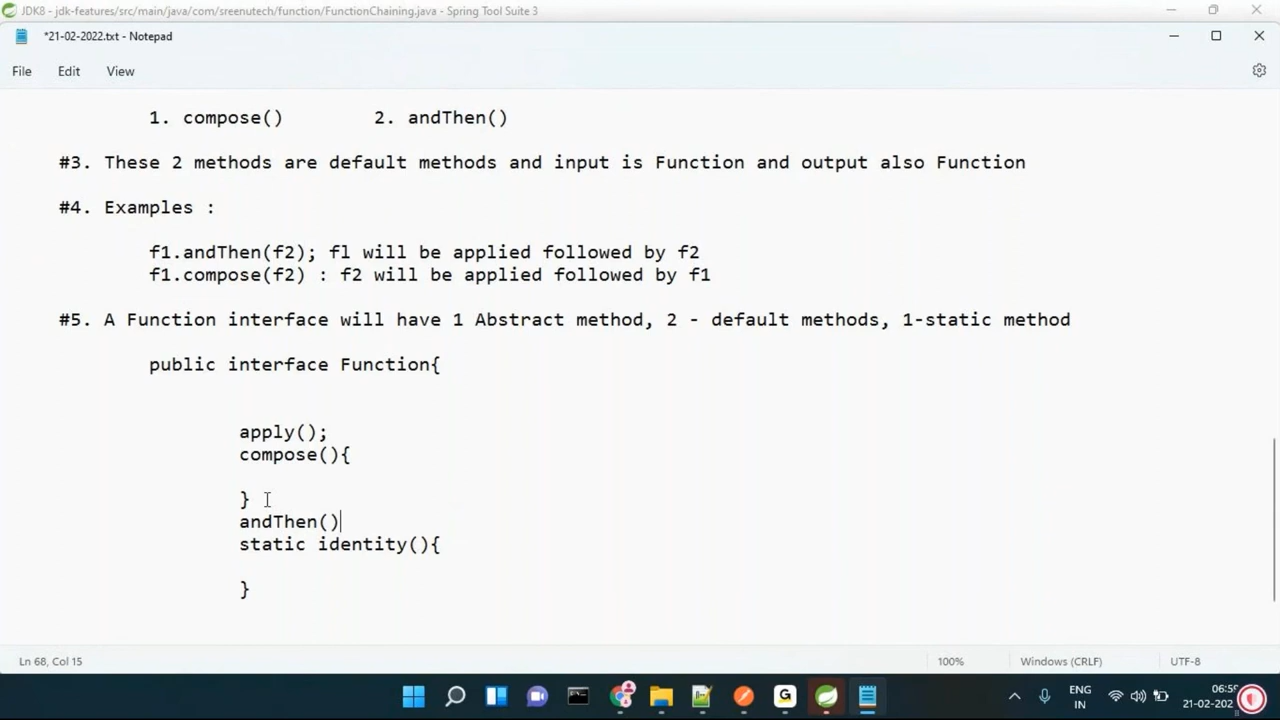 JDK8 - jdk-features/src/main/java/com/sreenutech/function/FunctionChaining.java - Spring Tool Suite 3
*21-02-2022.txt - Notepad
File Edit View
1. compose() 2. andThen()
#3. These 2 methods are default methods and input is Function and output also Function
#4. Examples :
f1.andThen(f2); fl will be applied followed by f2
f1.compose(f2) : f2 will be applied followed by f1
#5. A Function interface will have 1 Abstract method, 2 - default methods, 1-static method
public interface Function{
apply();
compose(){
}
andThen()
static identity(){
}
Ln 68, Col 15 100% Windows (CRLF) UTF-8
ENG
IN